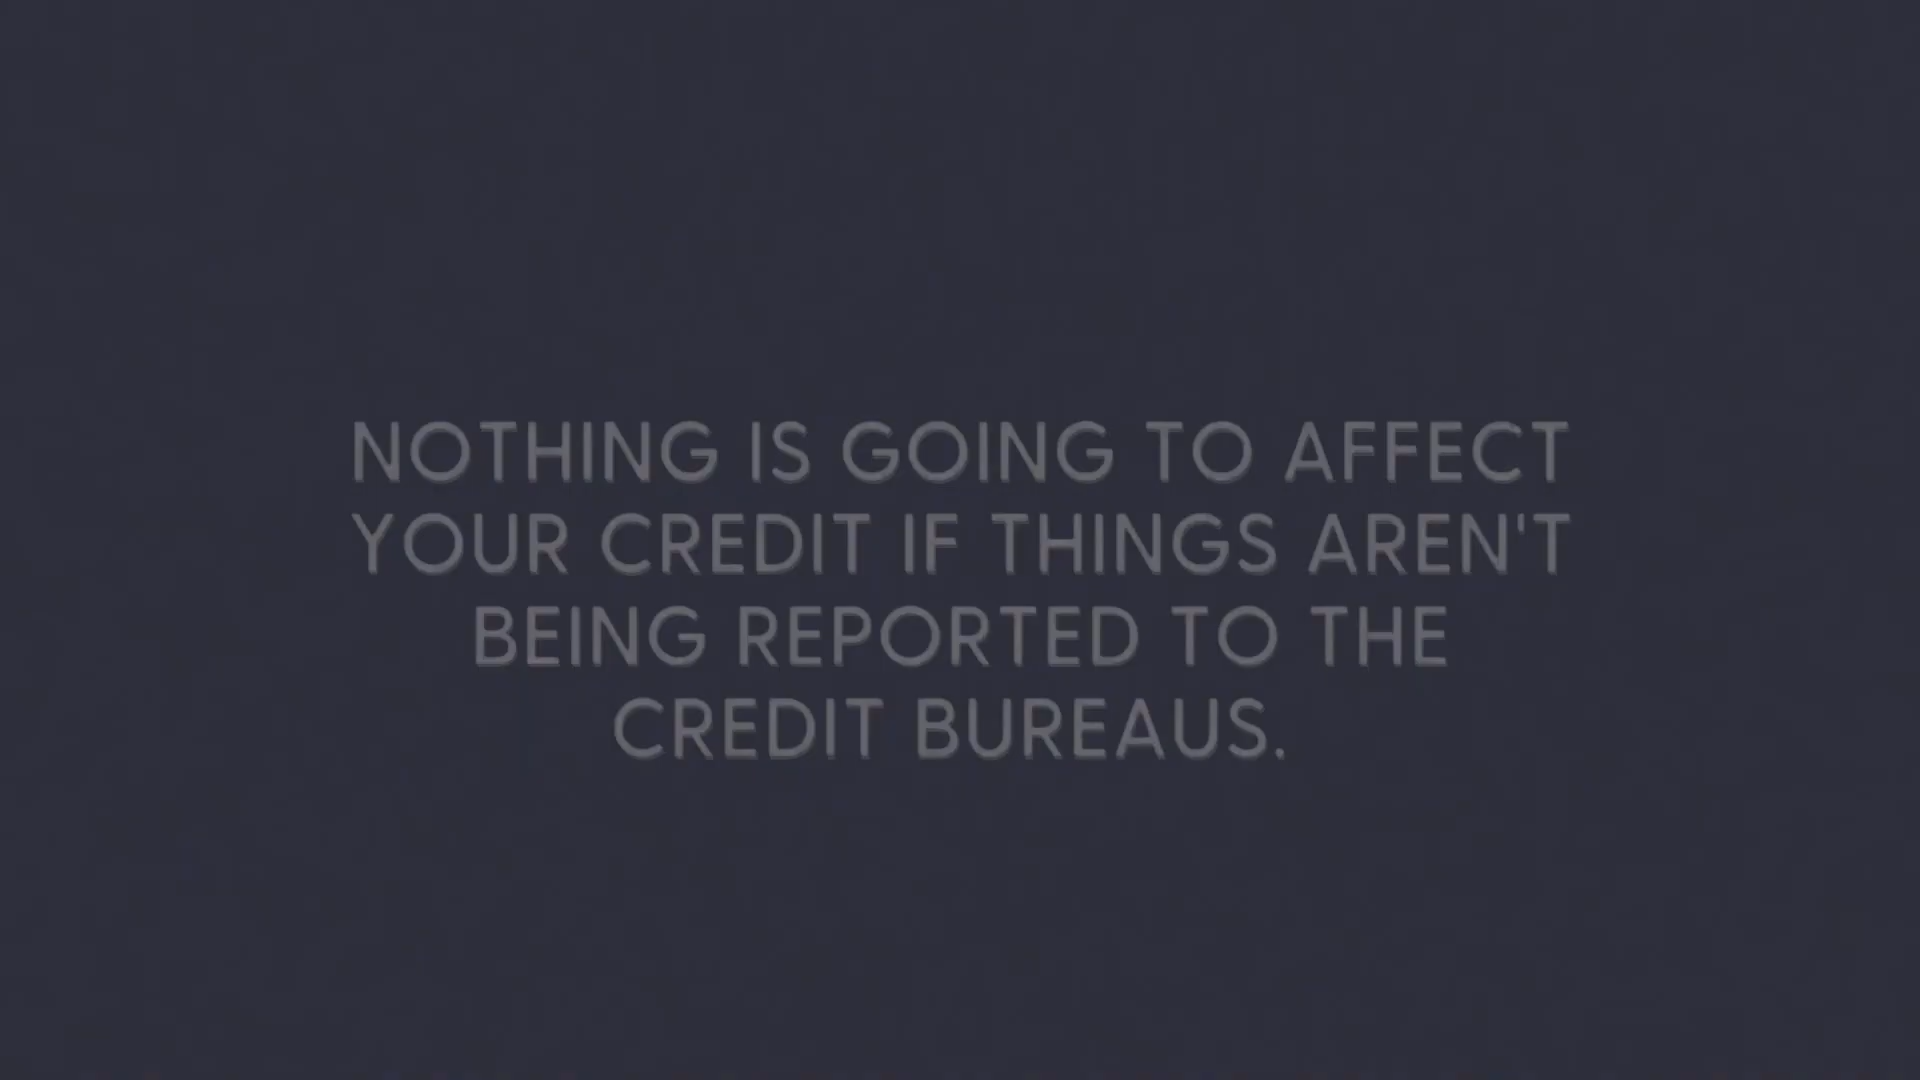 NOTHING IS GOING TO AFFECT
YOUR CREDIT IF THINGS AREN'T
BEING REPORTED TO THE
CREDIT BUREAUS.